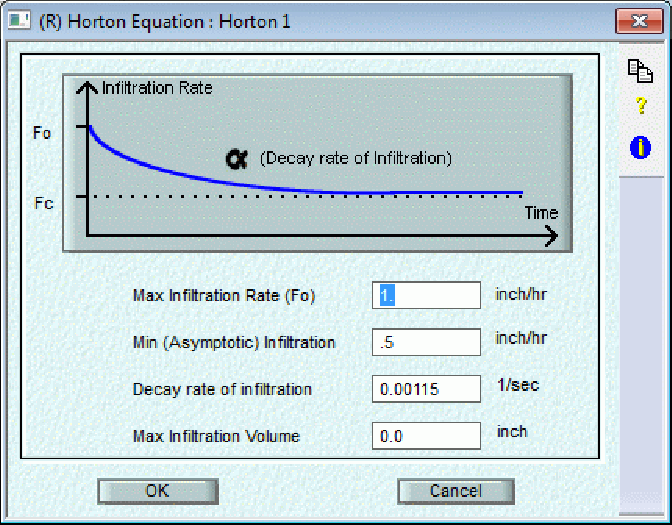 (R) Horton Equation : Horton 1
Infiltration Rate
Fo
α (Decay rate of Infiltration)
Fc
Time
?
i
Max Infiltration Rate (Fo) 1. inch/hr
Min (Asymptotic) Infiltration .5 inch/hr
Decay rate of infiltration 0.00115 1/sec
Max Infiltration Volume 0.0 inch
OK Cancel